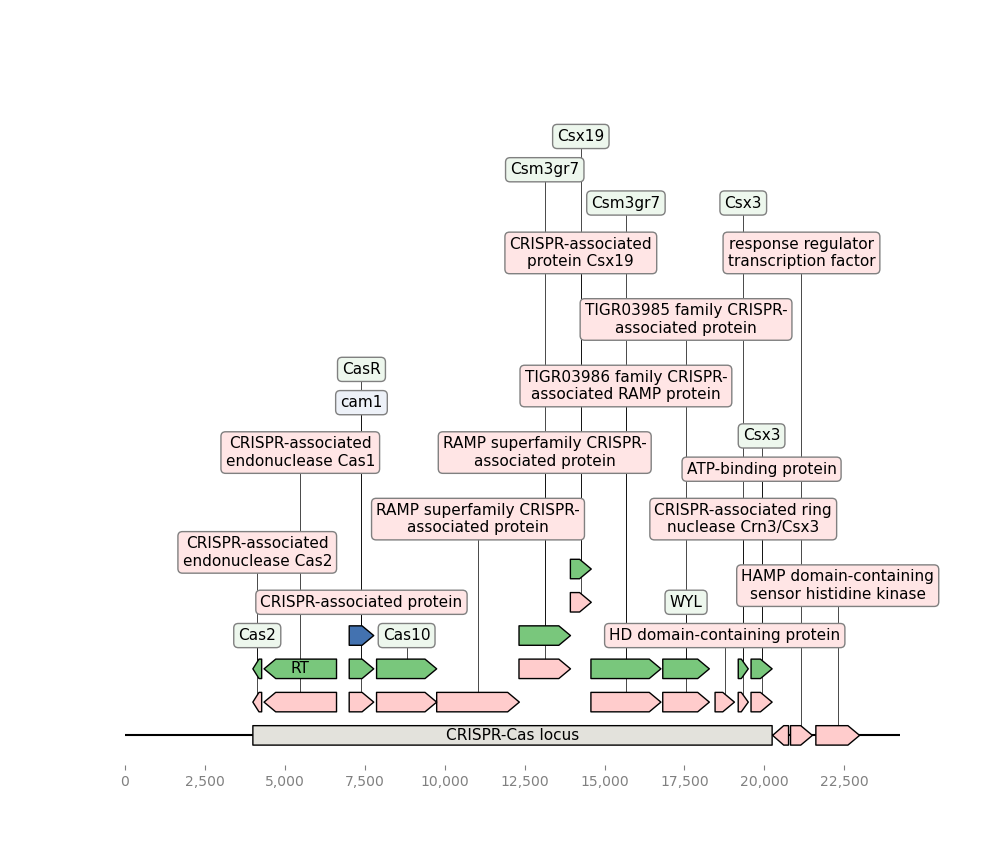 Csx19
Csm3gr7
Csm3gr7
Csx3
CRISPR-associated
protein Csx19
response regulator
transcription factor
TIGR03985 family CRISPR-
associated protein
CasR
TIGR03986 family CRISPR-
associated RAMP protein
cam1
CRISPR-associated
endonuclease Cas1
RAMP superfamily CRISPR-
associated protein
Csx3
ATP-binding protein
RAMP superfamily CRISPR-
associated protein
CRISPR-associated ring
nuclease Crn3/Csx3
CRISPR-associated
endonuclease Cas2
HAMP domain-containing
sensor histidine kinase
CRISPR-associated protein
WYL
Cas2
Cas10
HD domain-containing protein
RT
CRISPR-Cas locus
0
2,500
5,000
7,500
10,000
12,500
15,000
17,500
20,000
22,500